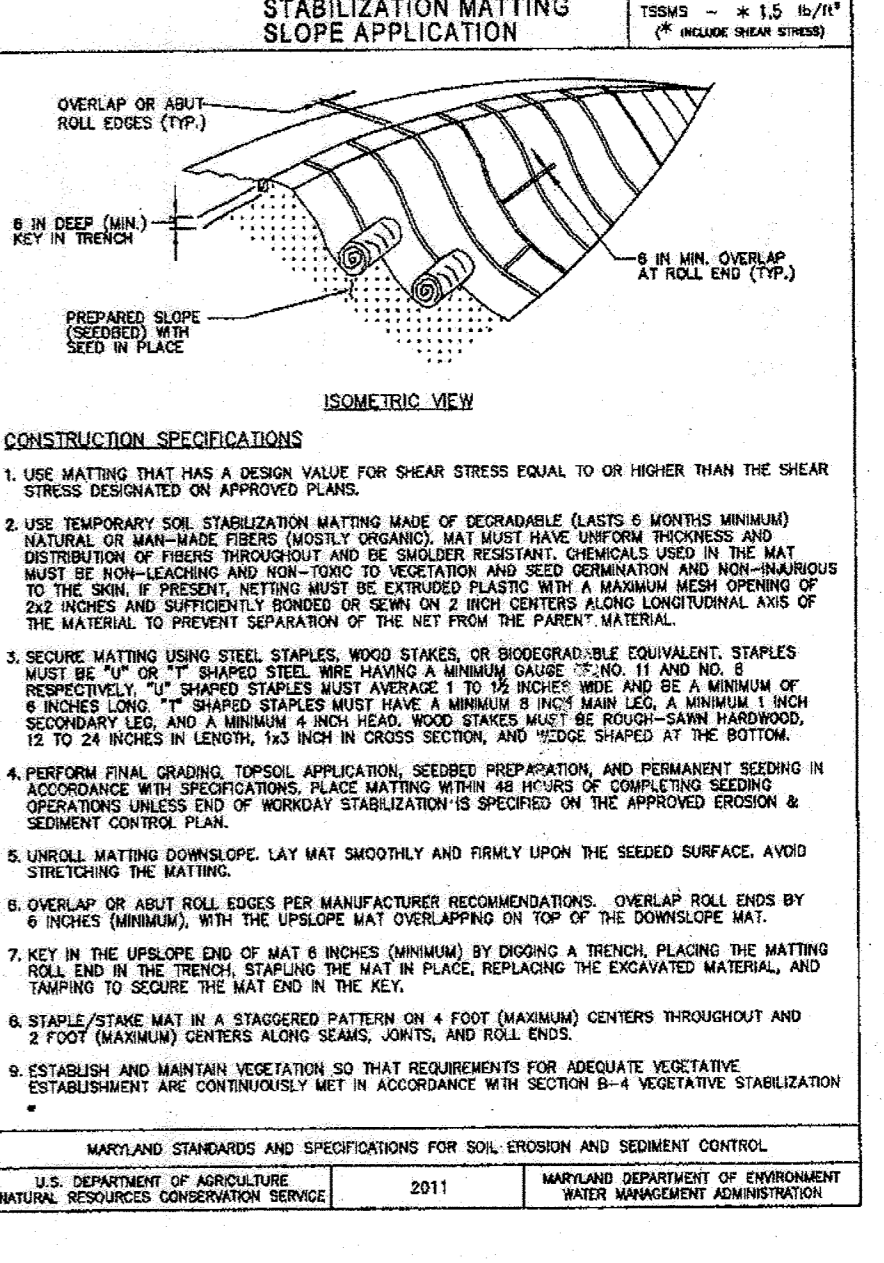 STABILIZATION MATTING
SLOPE APPLICATION
TSSMS - * 1.5 lb/ft²
(* INCLUDE SHEAR STRESS)
OVERLAP OR ABUT
ROLL EDGES (TYP.)
6 IN DEEP (MIN.)
KEY IN TRENCH
6 IN MIN. OVERLAP
AT ROLL END (TYP.)
PREPARED SLOPE
(SEEDBED) WITH
SEED IN PLACE
ISOMETRIC VIEW
CONSTRUCTION SPECIFICATIONS
1. USE MATTING THAT HAS A DESIGN VALUE FOR SHEAR STRESS EQUAL TO OR HIGHER THAN THE SHEAR
STRESS DESIGNATED ON APPROVED PLANS.
2. USE TEMPORARY SOIL STABILIZATION MATTING MADE OF DEGRADABLE (LASTS 6 MONTHS MINIMUM)
NATURAL OR MAN-MADE FIBERS (MOSTLY ORGANIC). MAT MUST HAVE UNIFORM THICKNESS AND
DISTRIBUTION OF FIBERS THROUGHOUT AND BE SMOLDER RESISTANT. CHEMICALS USED IN THE MAT
MUST BE NON-LEACHING AND NON-TOXIC TO VEGETATION AND SEED GERMINATION AND NON-INJURIOUS
TO THE SKIN. IF PRESENT, NETTING MUST BE EXTRUDED PLASTIC WITH A MAXIMUM MESH OPENING OF
2x2 INCHES AND SUFFICIENTLY BONDED OR SEWN ON 2 INCH CENTERS ALONG LONGITUDINAL AXIS OF
THE MATERIAL TO PREVENT SEPARATION OF THE NET FROM THE PARENT MATERIAL.
3. SECURE MATTING USING STEEL STAPLES, WOOD STAKES, OR BIODEGRADABLE EQUIVALENT. STAPLES
MUST BE "U" OR "T" SHAPED STEEL WIRE HAVING A MINIMUM GAUGE OF NO. 11 AND NO. 8
RESPECTIVELY. "U" SHAPED STAPLES MUST AVERAGE 1 TO 1½ INCHES WIDE AND BE A MINIMUM OF
6 INCHES LONG. "T" SHAPED STAPLES MUST HAVE A MINIMUM 8 INCH MAIN LEG, A MINIMUM 1 INCH
SECONDARY LEG, AND A MINIMUM 4 INCH HEAD. WOOD STAKES MUST BE ROUGH-SAWN HARDWOOD,
12 TO 24 INCHES IN LENGTH, 1x3 INCH IN CROSS SECTION, AND WEDGE SHAPED AT THE BOTTOM.
4. PERFORM FINAL GRADING, TOPSOIL APPLICATION, SEEDBED PREPARATION, AND PERMANENT SEEDING IN
ACCORDANCE WITH SPECIFICATIONS. PLACE MATTING WITHIN 48 HOURS OF COMPLETING SEEDING
OPERATIONS UNLESS END OF WORKDAY STABILIZATION IS SPECIFIED ON THE APPROVED EROSION &
SEDIMENT CONTROL PLAN.
5. UNROLL MATTING DOWNSLOPE. LAY MAT SMOOTHLY AND FIRMLY UPON THE SEEDED SURFACE. AVOID
STRETCHING THE MATTING.
6. OVERLAP OR ABUT ROLL EDGES PER MANUFACTURER RECOMMENDATIONS. OVERLAP ROLL ENDS BY
6 INCHES (MINIMUM), WITH THE UPSLOPE MAT OVERLAPPING ON TOP OF THE DOWNSLOPE MAT.
7. KEY IN THE UPSLOPE END OF MAT 6 INCHES (MINIMUM) BY DIGGING A TRENCH, PLACING THE MATTING
ROLL END IN THE TRENCH, STAPLING THE MAT IN PLACE, REPLACING THE EXCAVATED MATERIAL, AND
TAMPING TO SECURE THE MAT END IN THE KEY.
8. STAPLE/STAKE MAT IN A STAGGERED PATTERN ON 4 FOOT (MAXIMUM) CENTERS THROUGHOUT AND
2 FOOT (MAXIMUM) CENTERS ALONG SEAMS, JOINTS, AND ROLL ENDS.
9. ESTABLISH AND MAINTAIN VEGETATION SO THAT REQUIREMENTS FOR ADEQUATE VEGETATIVE
ESTABLISHMENT ARE CONTINUOUSLY MET IN ACCORDANCE WITH SECTION B-4 VEGETATIVE STABILIZATION
.
MARYLAND STANDARDS AND SPECIFICATIONS FOR SOIL EROSION AND SEDIMENT CONTROL
U.S. DEPARTMENT OF AGRICULTURE
NATURAL RESOURCES CONSERVATION SERVICE
2011
MARYLAND DEPARTMENT OF ENVIRONMENT
WATER MANAGEMENT ADMINISTRATION